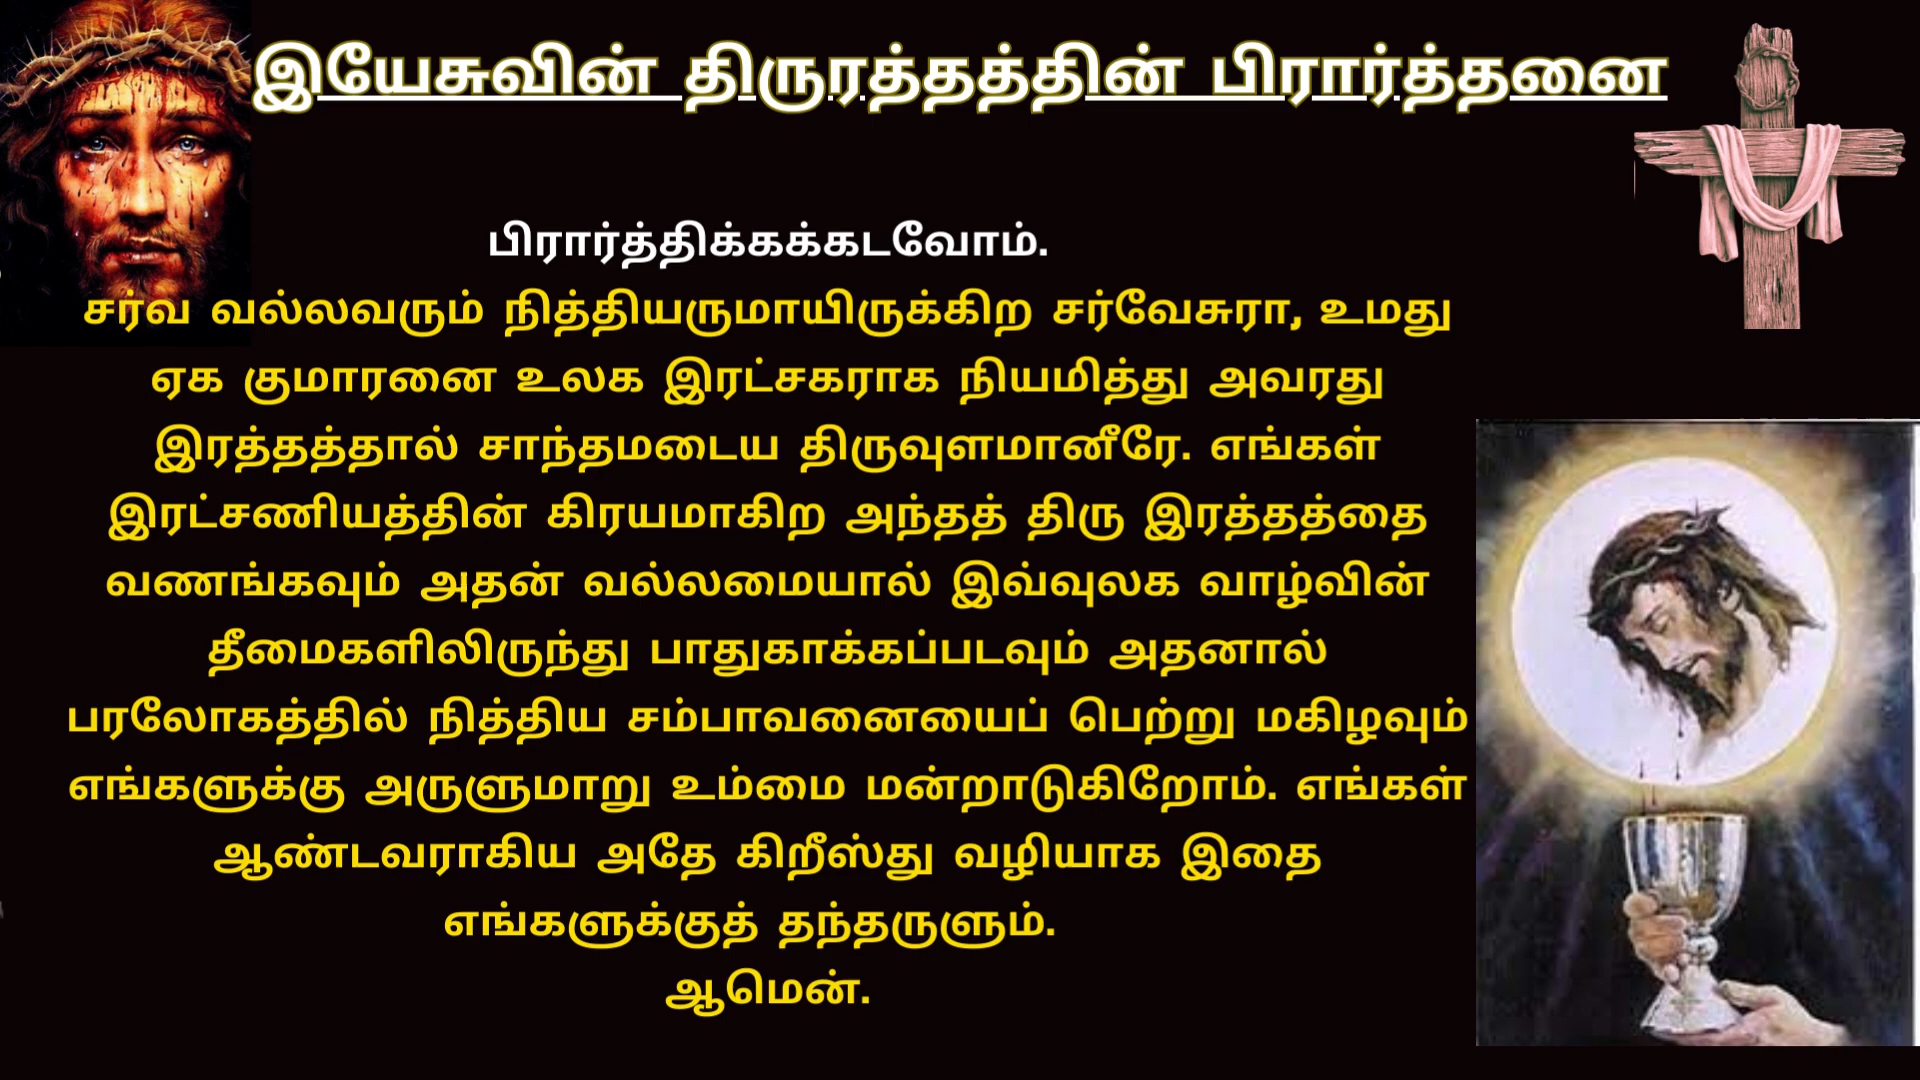 இயேசுவின் திருரத்தத்தின் பிரார்த்தனை
பிரார்த்திக்கக்கடவோம்.
சர்வ வல்லவரும் நித்தியருமாயிருக்கிற சர்வேசுரா, உமது
ஏக குமாரனை உலக இரட்சகராக நியமித்து அவரது
இரத்தத்தால் சாந்தமடைய திருவுளமானீரே. எங்கள்
இரட்சணியத்தின் கிரயமாகிற அந்தத் திரு இரத்தத்தை
வணங்கவும் அதன் வல்லமையால் இவ்வுலக வாழ்வின்
தீமைகளிலிருந்து பாதுகாக்கப்படவும் அதனால்
பரலோகத்தில் நித்திய சம்பாவனையைப் பெற்று மகிழவும்
எங்களுக்கு அருளுமாறு உம்மை மன்றாடுகிறோம். எங்கள்
ஆண்டவராகிய அதே கிறீஸ்து வழியாக இதை
எங்களுக்குத் தந்தருளும்.
ஆமென்.